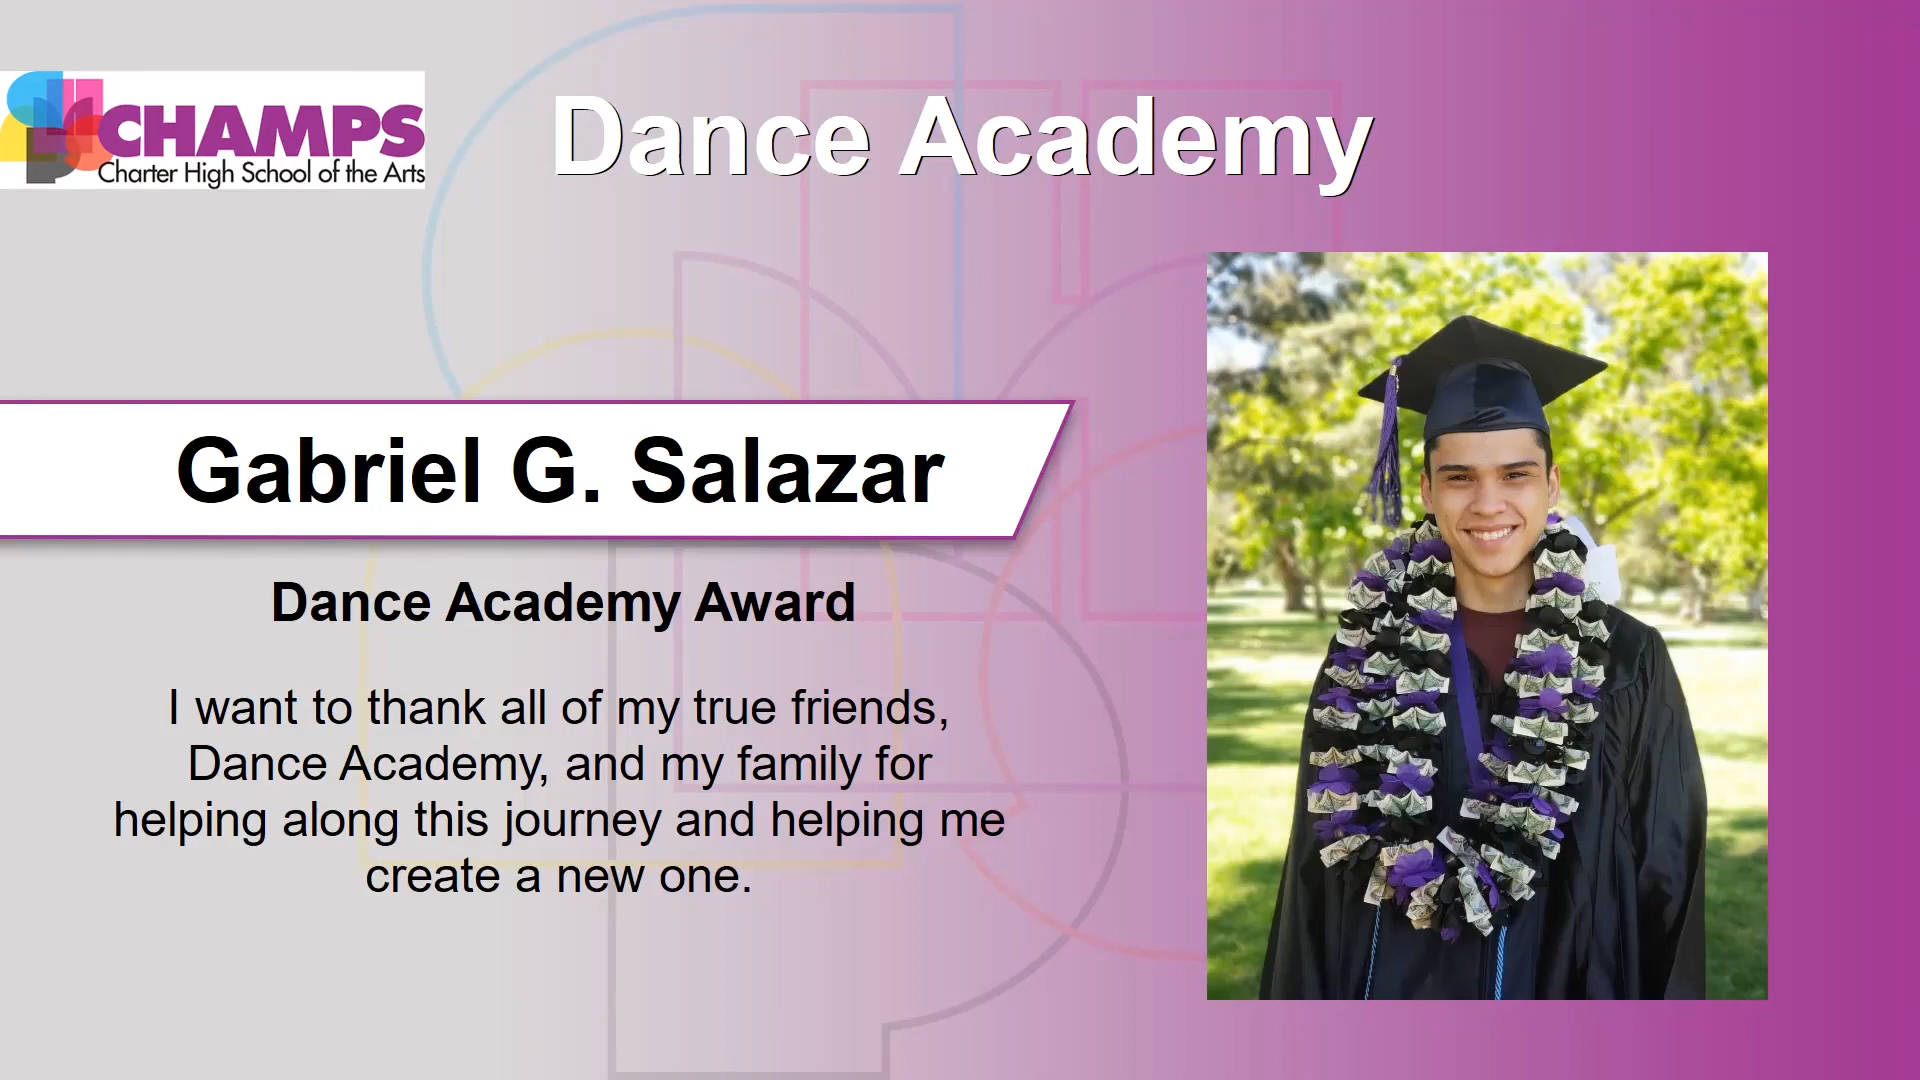 CHAMPS
Charter High School of the Arts
Dance Academy
Gabriel G. Salazar
Dance Academy Award
I want to thank all of my true friends,
Dance Academy, and my family for
helping along this journey and helping me
create a new one.